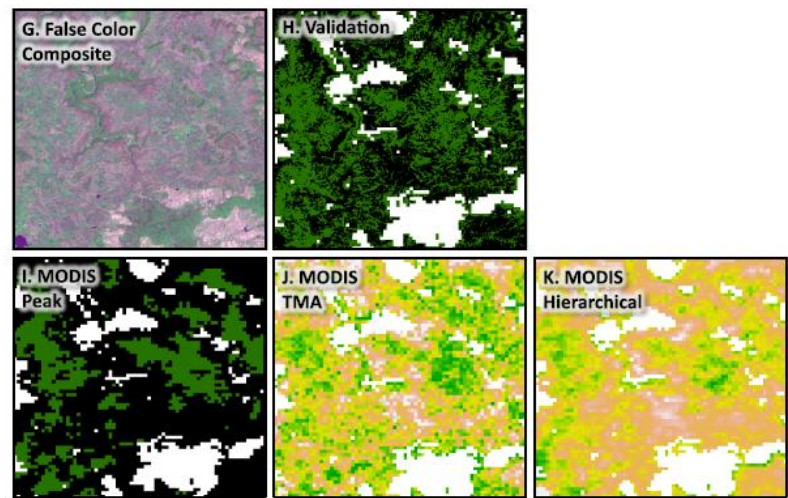 G. False Color
Composite
H. Validation
I. MODIS
Peak
J. MODIS
TMA
K. MODIS
Hierarchical